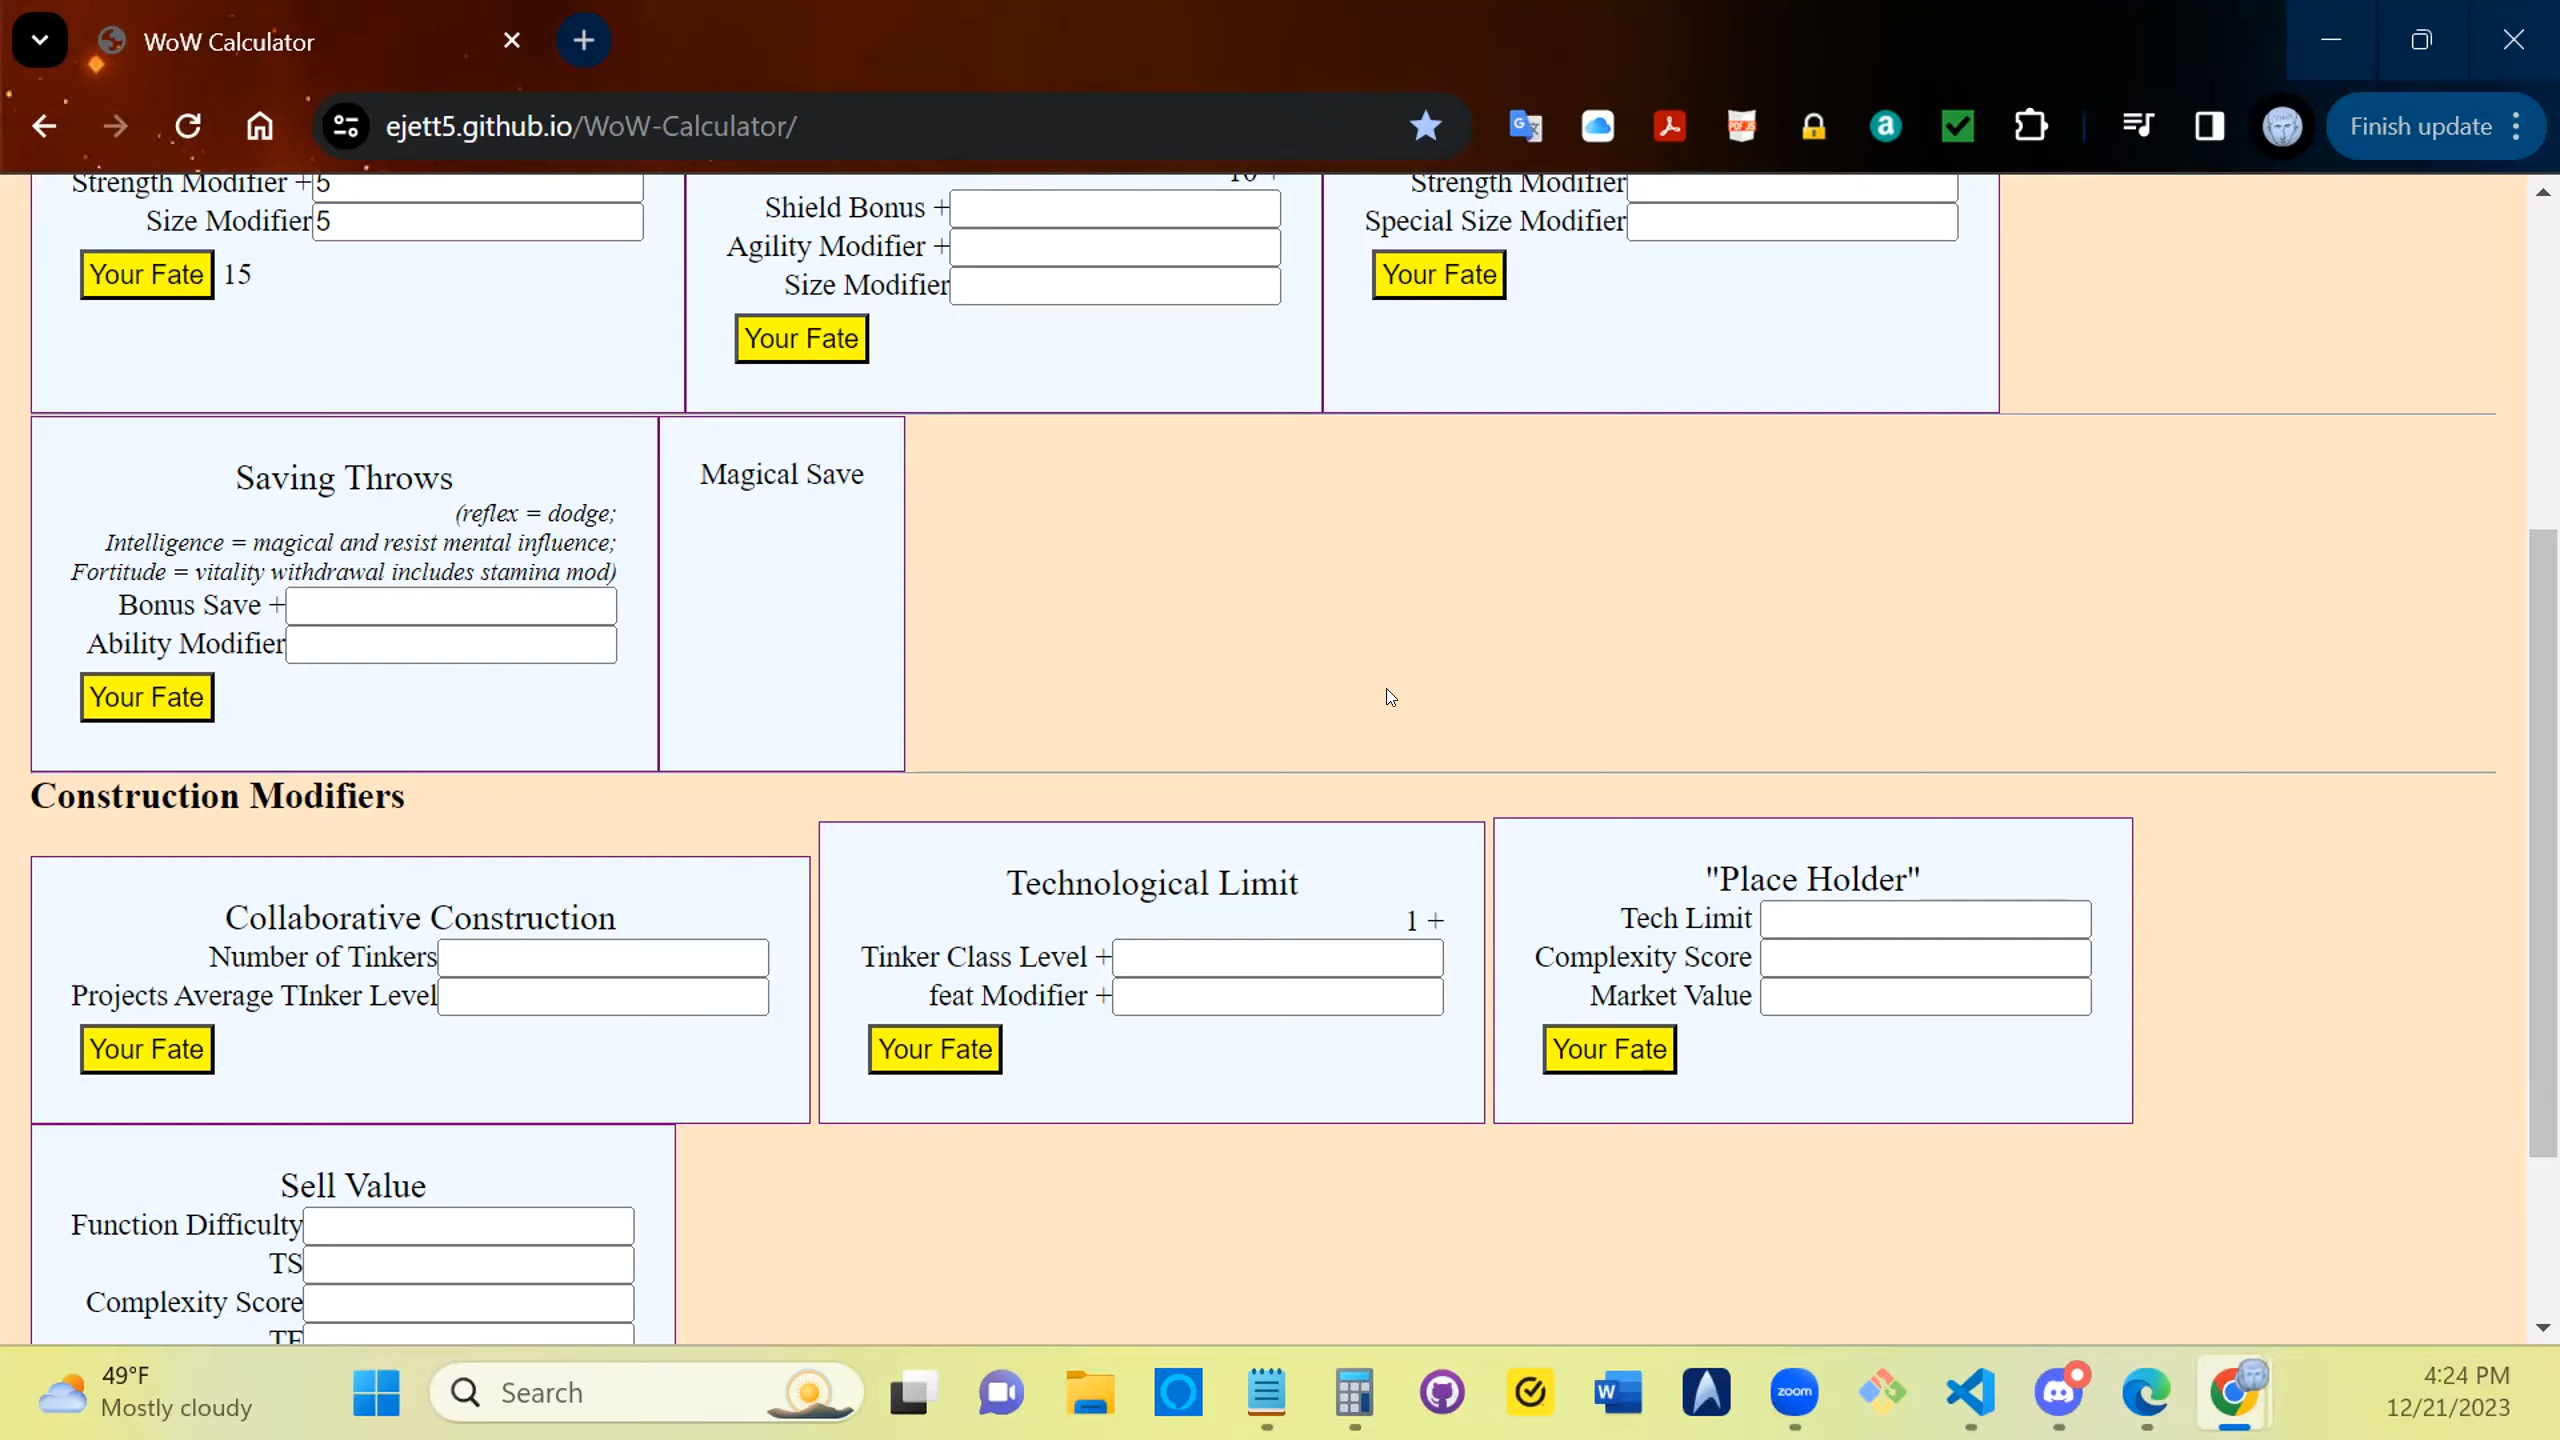 WoW Calculator
ejett5.github.io/WoW-Calculator/
Finish update
Strength Modifier +5
Size Modifier5
Your Fate 15
10 +
Shield Bonus +
Agility Modifier +
Size Modifier
Your Fate
Strength Modifier
Special Size Modifier
Your Fate
Saving Throws
(reflex = dodge;
Intelligence = magical and resist mental influence;
Fortitude = vitality withdrawal includes stamina mod)
Bonus Save +
Ability Modifier
Your Fate
Magical Save
Construction Modifiers
Collaborative Construction
Number of Tinkers
Projects Average TInker Level
Your Fate
Technological Limit
1 +
Tinker Class Level +
feat Modifier +
Your Fate
"Place Holder"
Tech Limit
Complexity Score
Market Value
Your Fate
Sell Value
Function Difficulty
TS
Complexity Score
TF
49°F
Mostly cloudy
Search
zoom
4:24 PM
12/21/2023